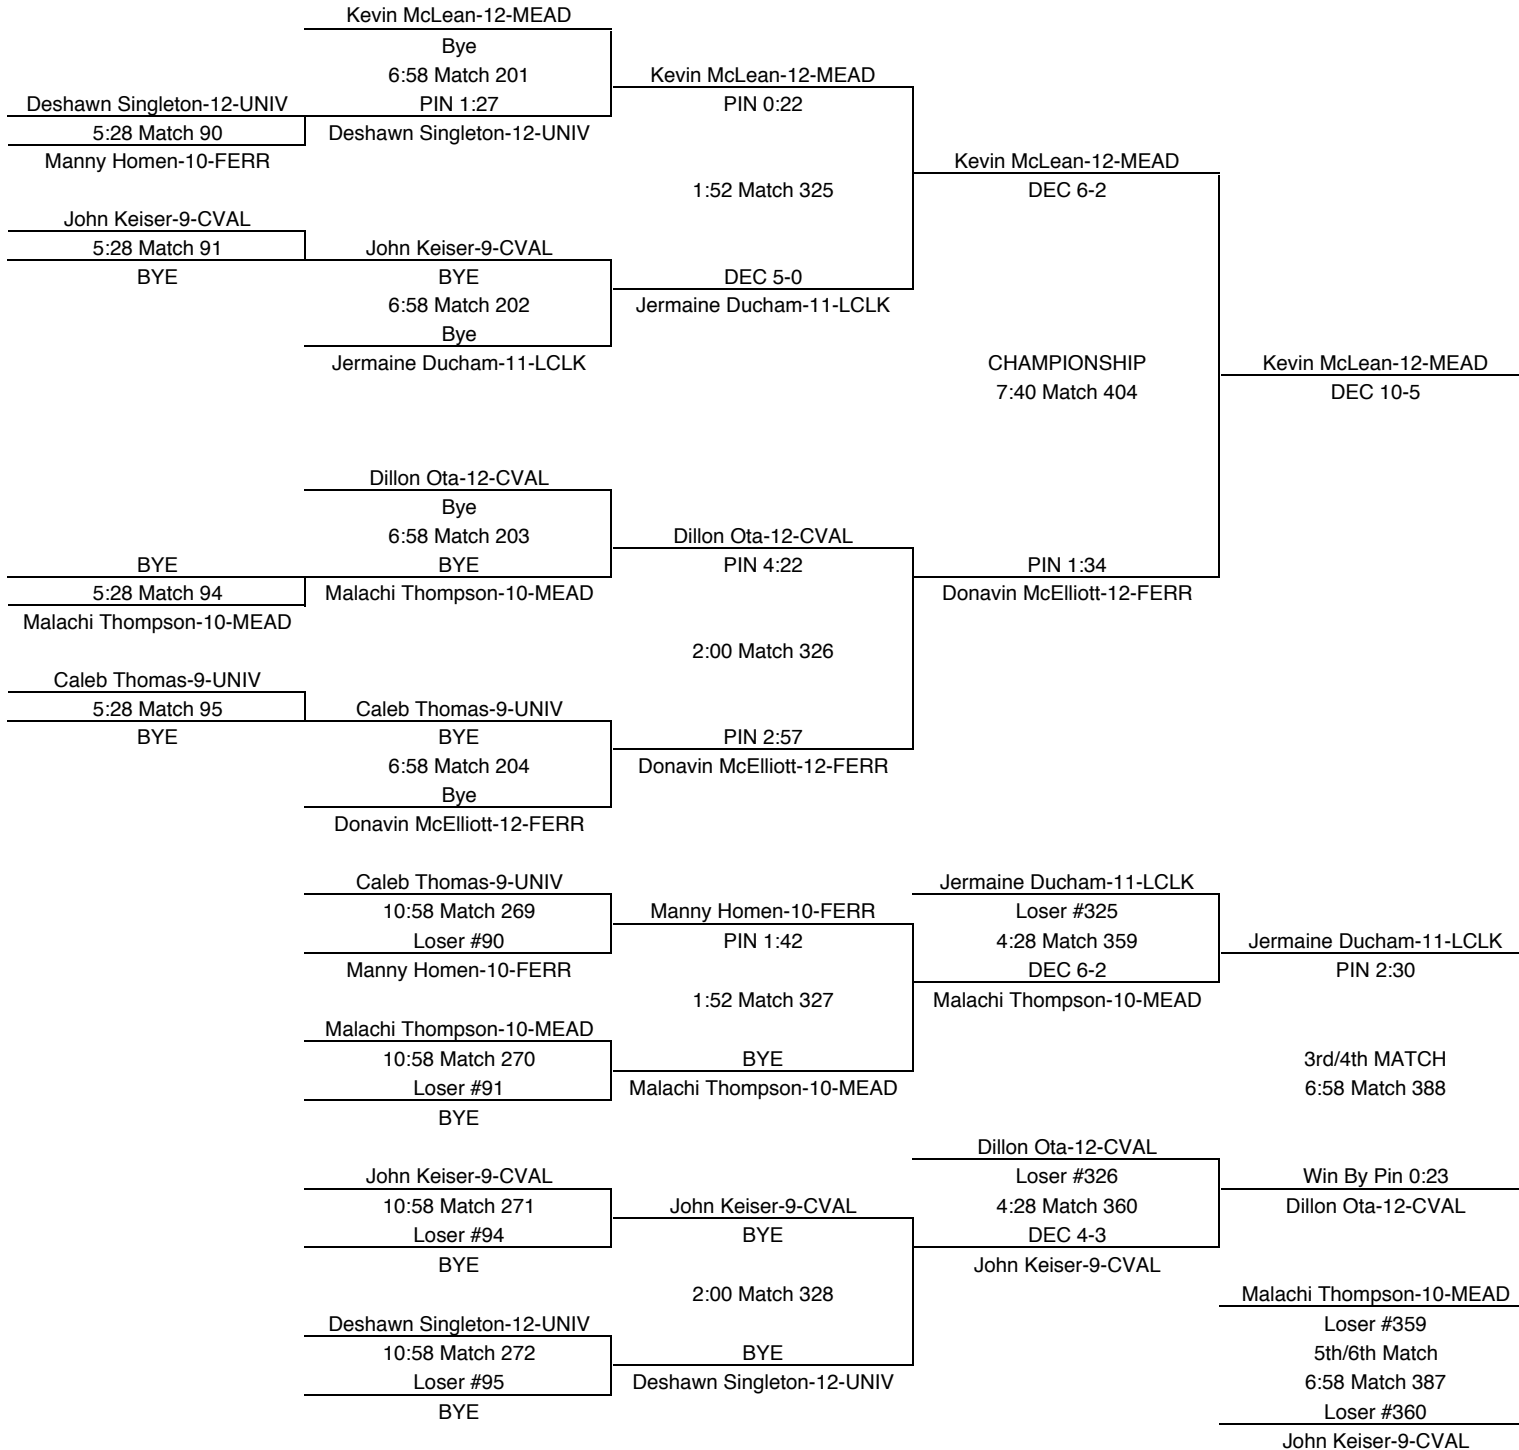 Kevin McLean-12-MEAD
Bye
6:58 Match 201
Kevin McLean-12-MEAD
Deshawn Singleton-12-UNIV
PIN 1:27
PIN 0:22
5:28 Match 90
Deshawn Singleton-12-UNIV
Manny Homen-10-FERR
Kevin McLean-12-MEAD
1:52 Match 325
DEC 6-2
John Keiser-9-CVAL
5:28 Match 91
John Keiser-9-CVAL
BYE
BYE
DEC 5-0
6:58 Match 202
Jermaine Ducham-11-LCLK
Bye
Jermaine Ducham-11-LCLK
CHAMPIONSHIP
Kevin McLean-12-MEAD
7:40 Match 404
DEC 10-5
Dillon Ota-12-CVAL
Bye
6:58 Match 203
Dillon Ota-12-CVAL
BYE
BYE
PIN 4:22
PIN 1:34
5:28 Match 94
Malachi Thompson-10-MEAD
Donavin McElliott-12-FERR
Malachi Thompson-10-MEAD
2:00 Match 326
Caleb Thomas-9-UNIV
5:28 Match 95
Caleb Thomas-9-UNIV
BYE
BYE
PIN 2:57
6:58 Match 204
Donavin McElliott-12-FERR
Bye
Donavin McElliott-12-FERR
Caleb Thomas-9-UNIV
Jermaine Ducham-11-LCLK
10:58 Match 269
Manny Homen-10-FERR
Loser #325
Loser #90
PIN 1:42
4:28 Match 359
Jermaine Ducham-11-LCLK
Manny Homen-10-FERR
DEC 6-2
PIN 2:30
1:52 Match 327
Malachi Thompson-10-MEAD
Malachi Thompson-10-MEAD
10:58 Match 270
BYE
3rd/4th MATCH
Loser #91
Malachi Thompson-10-MEAD
6:58 Match 388
BYE
Dillon Ota-12-CVAL
John Keiser-9-CVAL
Loser #326
Win By Pin 0:23
10:58 Match 271
John Keiser-9-CVAL
4:28 Match 360
Dillon Ota-12-CVAL
Loser #94
BYE
DEC 4-3
BYE
John Keiser-9-CVAL
2:00 Match 328
Malachi Thompson-10-MEAD
Deshawn Singleton-12-UNIV
Loser #359
10:58 Match 272
BYE
5th/6th Match
Loser #95
Deshawn Singleton-12-UNIV
6:58 Match 387
BYE
Loser #360
John Keiser-9-CVAL